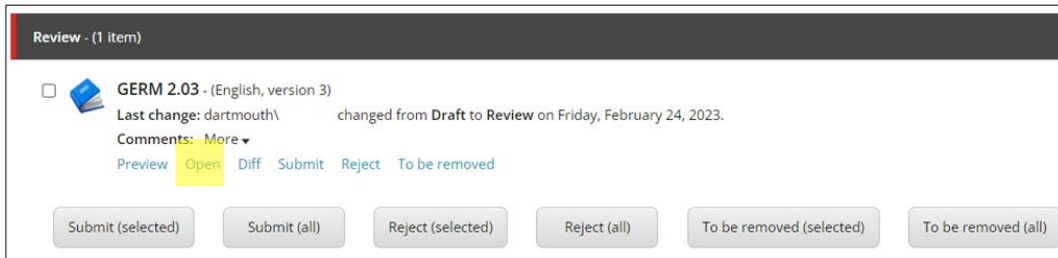 Review - (1 item)
GERM 2.03 - (English, version 3)
Last change: dartmouth\ changed from Draft to Review on Friday, February 24, 2023.
Comments: More
Preview Open Diff Submit Reject To be removed
Submit (selected) Submit (all) Reject (selected) Reject (all) To be removed (selected) To be removed (all)